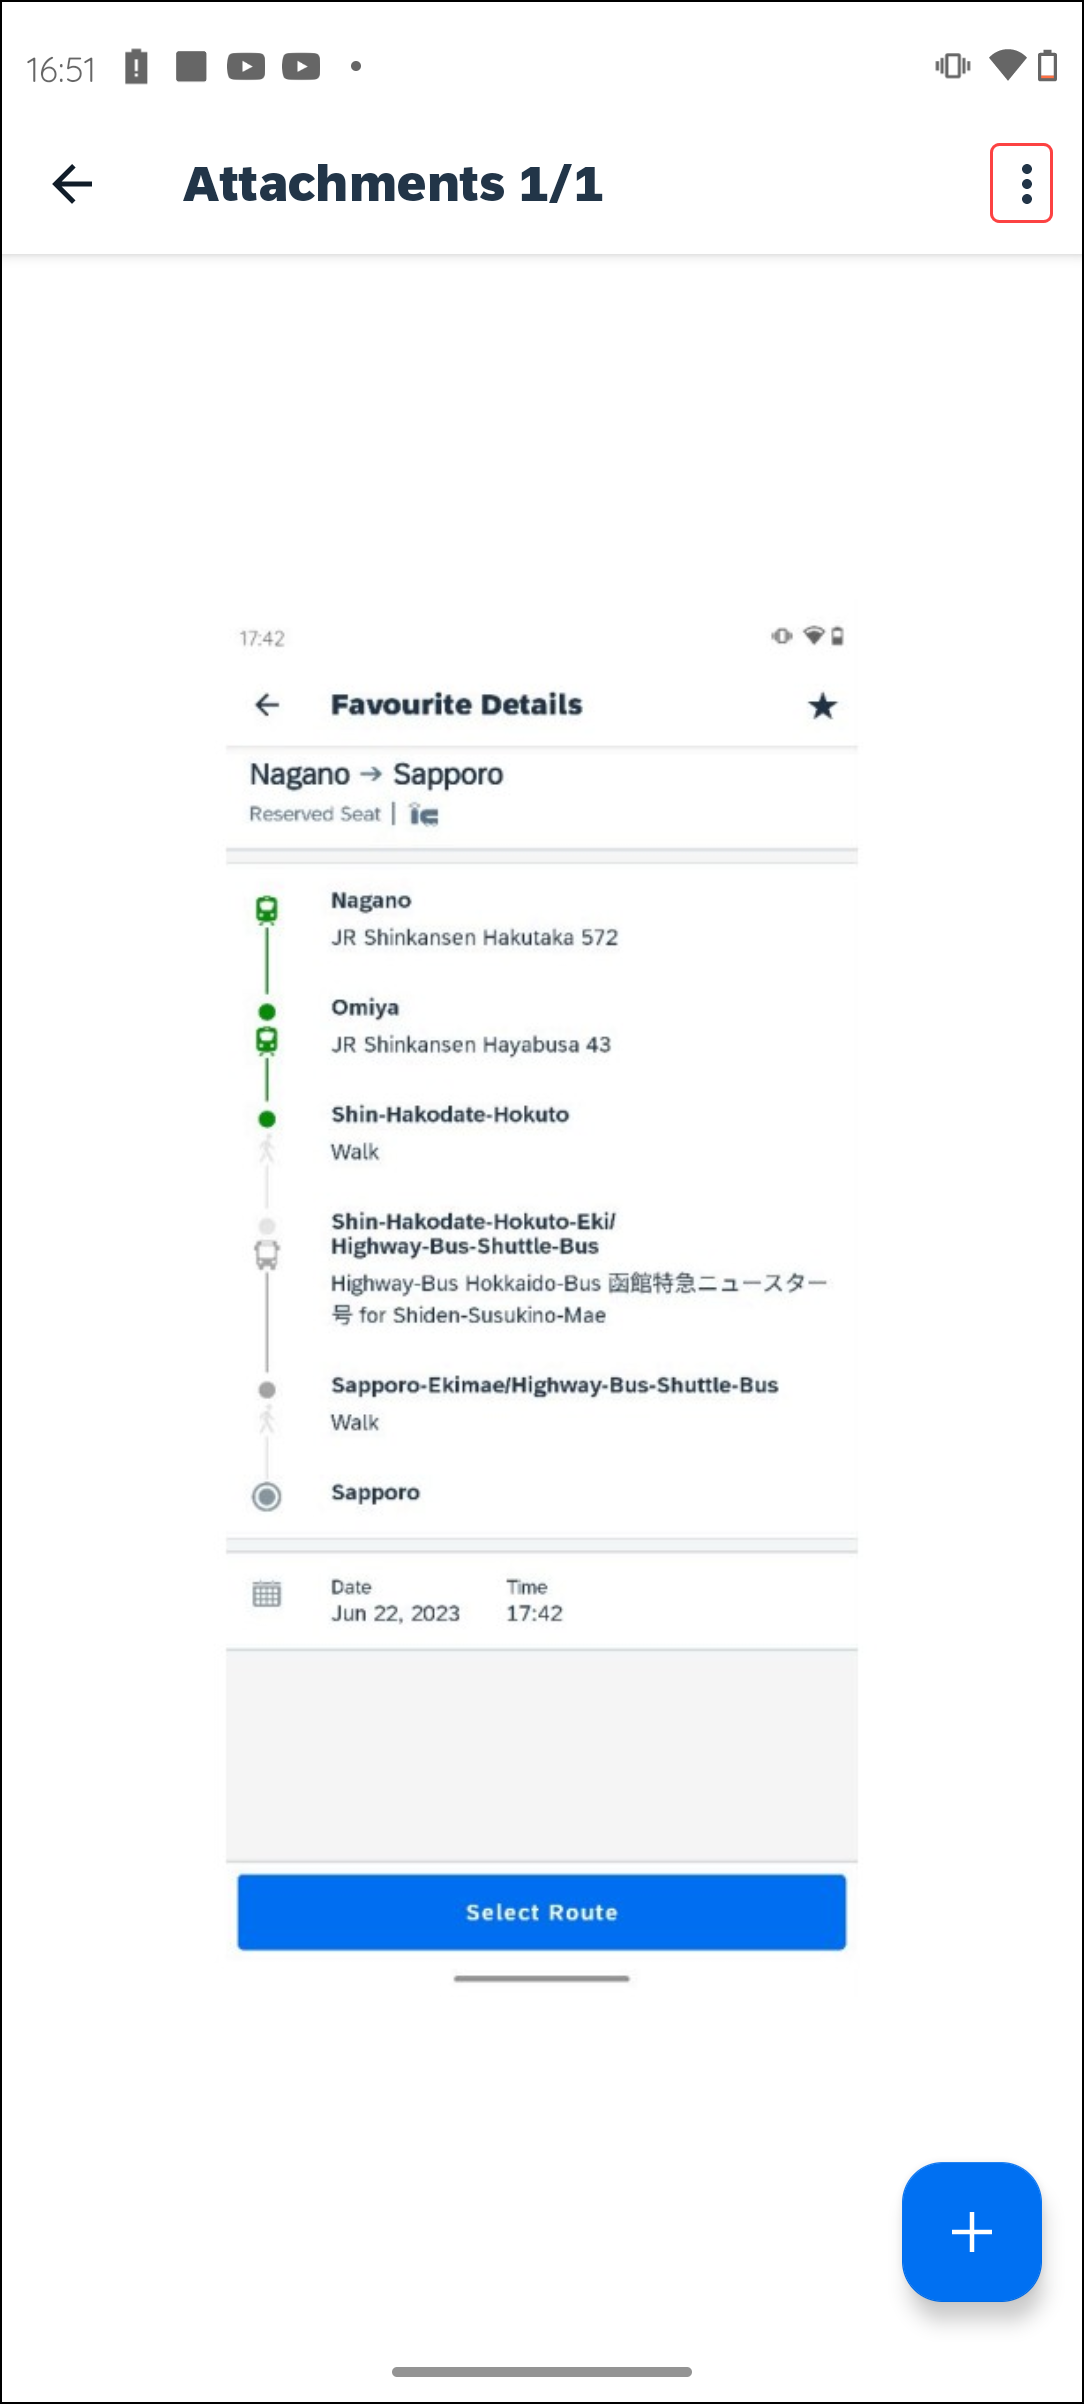 16:51
Attachments 1/1
17:42
Favourite Details
Nagano → Sapporo
Reserved Seat | ic
Nagano
JR Shinkansen Hakutaka 572
Omiya
JR Shinkansen Hayabusa 43
Shin-Hakodate-Hokuto
Walk
Shin-Hakodate-Hokuto-Eki/
Highway-Bus-Shuttle-Bus
Highway-Bus Hokkaido-Bus 函館特急ニュースター
号 for Shiden-Susukino-Mae
Sapporo-Ekimae/Highway-Bus-Shuttle-Bus
Walk
Sapporo
Date Time
Jun 22, 2023 17:42
Select Route